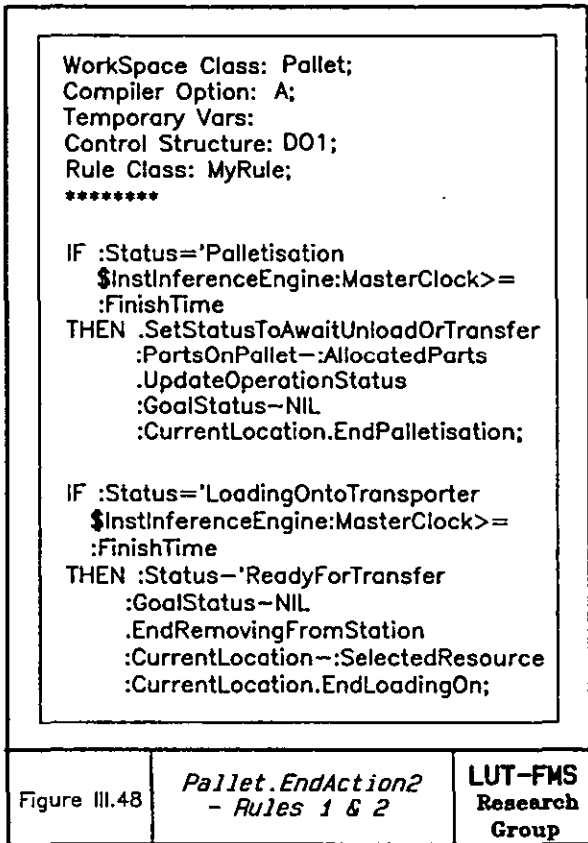 WorkSpace Class: Pallet;
Compiler Option: A;
Temporary Vars:
Control Structure: DO1;
Rule Class: MyRule;
********
IF :Status='Palletisation
$InstInferenceEngine:MasterClock>=
:FinishTime
THEN .SetStatusToAwaitUnloadOrTransfer
:PartsOnPallet−:AllocatedParts
.UpdateOperationStatus
:GoalStatus~NIL
:CurrentLocation.EndPalletisation;
IF :Status='LoadingOntoTransporter
$InstInferenceEngine:MasterClock>=
:FinishTime
THEN :Status−'ReadyForTransfer
:GoalStatus~NIL
.EndRemovingFromStation
:CurrentLocation~:SelectedResource
:CurrentLocation.EndLoadingOn;
Figure III.48
Pallet.EndAction2
- Rules 1 & 2
LUT-FMS
Research
Group